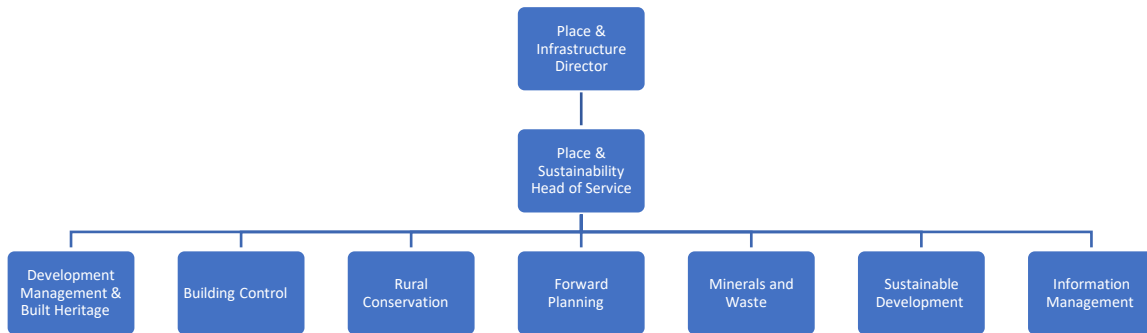 Place &
Infrastructure
Director
Place &
Sustainability
Head of Service
Development
Management &
Built Heritage
Building Control
Rural
Conservation
Forward
Planning
Minerals and
Waste
Sustainable
Development
Information
Management